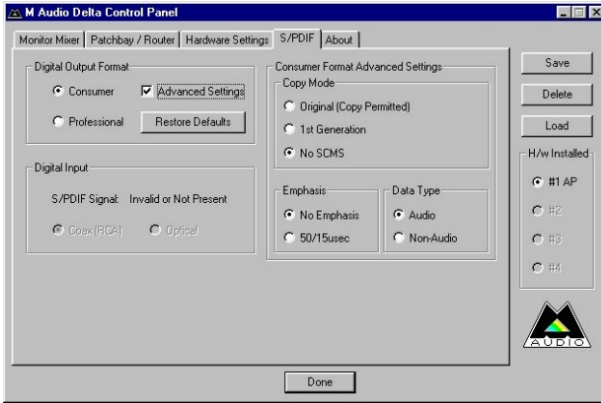 M Audio Delta Control Panel
Monitor Mixer
Patchbay / Router
Hardware Settings
S/PDIF
About
Digital Output Format
Consumer
Advanced Settings
Professional
Restore Defaults
Digital Input
S/PDIF Signal: Invalid or Not Present
Coax (RCA)
Optical
Consumer Format Advanced Settings
Copy Mode
Original (Copy Permitted)
1st Generation
No SCMS
Emphasis
No Emphasis
50/15usec
Data Type
Audio
Non-Audio
Save
Delete
Load
H/w Installed
#1 AP
#2
#3
#4
M
AUDIO
Done